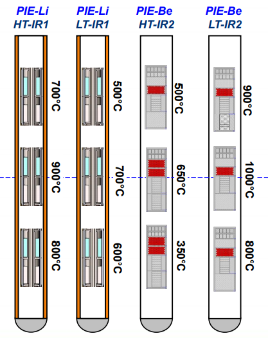 PIE-Li
HT-IR1
PIE-Li
LT-IR1
PIE-Be
HT-IR2
PIE-Be
LT-IR2
700°C
900°C
800°C
500°C
700°C
600°C
500°C
650°C
350°C
900°C
1000°C
800°C